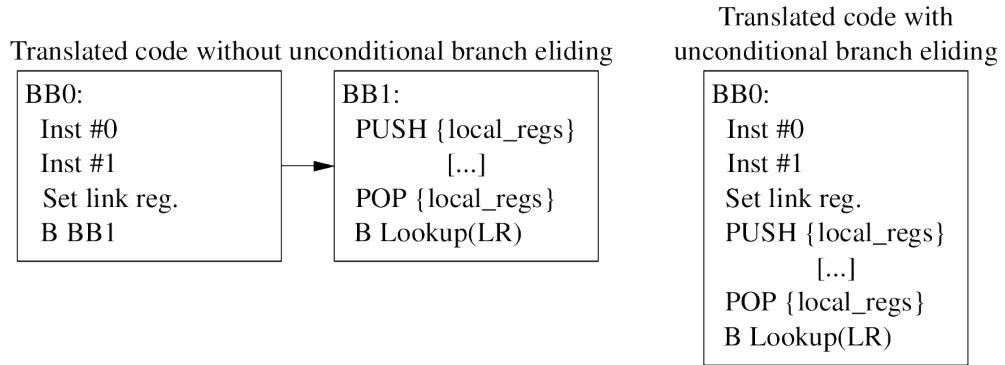 Translated code without unconditional branch eliding
BB0:
Inst #0
Inst #1
Set link reg.
B BB1
BB1:
PUSH {local_regs}
[...]
POP {local_regs}
B Lookup(LR)
Translated code with
unconditional branch eliding
BB0:
Inst #0
Inst #1
Set link reg.
PUSH {local_regs}
[...]
POP {local_regs}
B Lookup(LR)